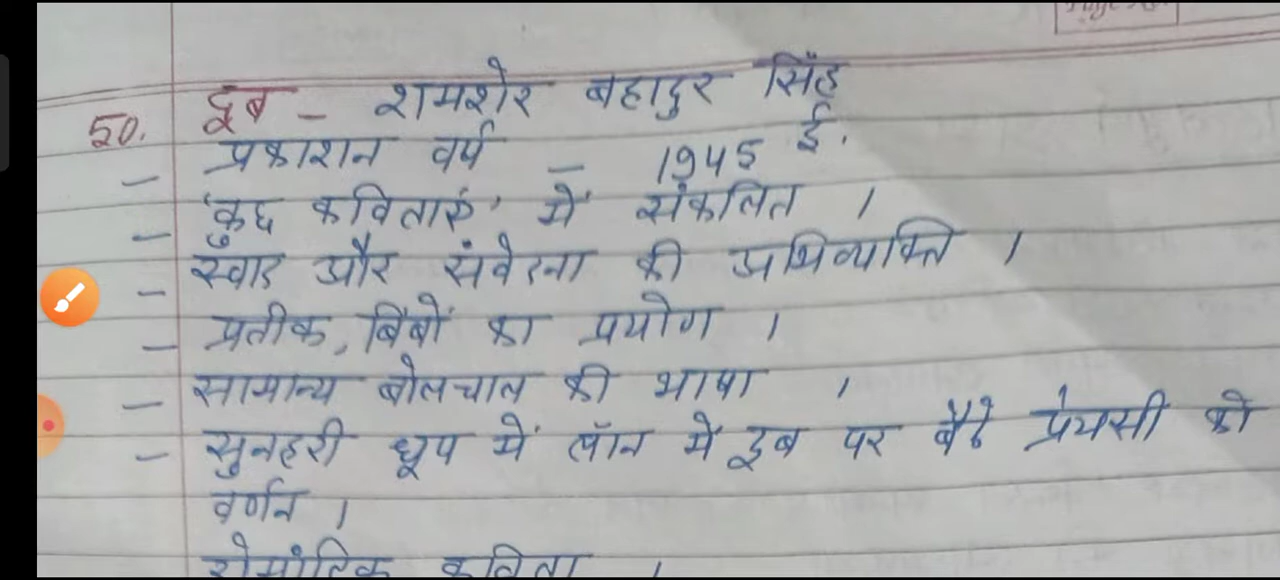 50. दूब - शमशेर बहादुर सिंह
- प्रकाशन वर्ष - 1945 ई.
- 'कुछ कविताएं' में संकलित ।
- स्वाद और संवेदना की अभिव्यक्ति ।
- प्रतीक, बिंबों का प्रयोग ।
- सामान्य बोलचाल की भाषा ।
- सुनहरी धूप में लॉन में दूब पर बैठे प्रेयसी को
वर्णन ।
रोमांटिक कविता ।